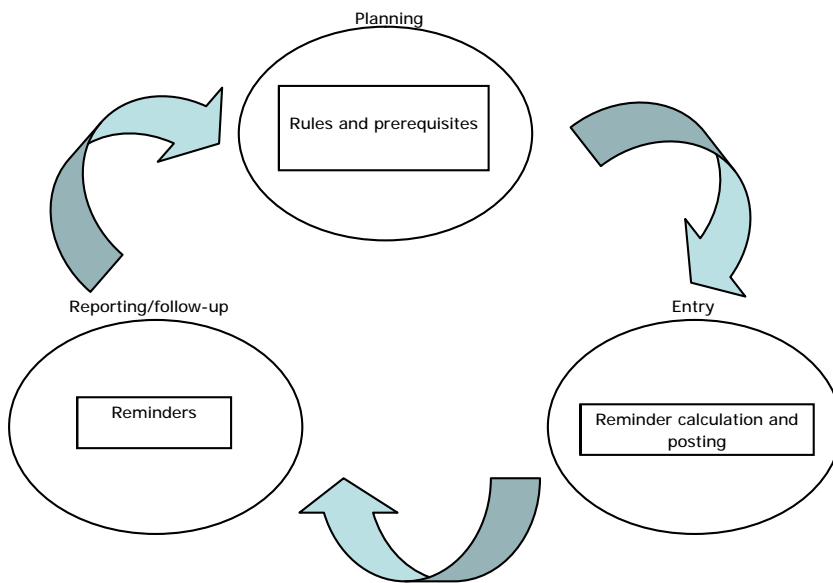 Planning
Rules and prerequisites
Reporting/follow-up
Entry
Reminders
Reminder calculation and
posting